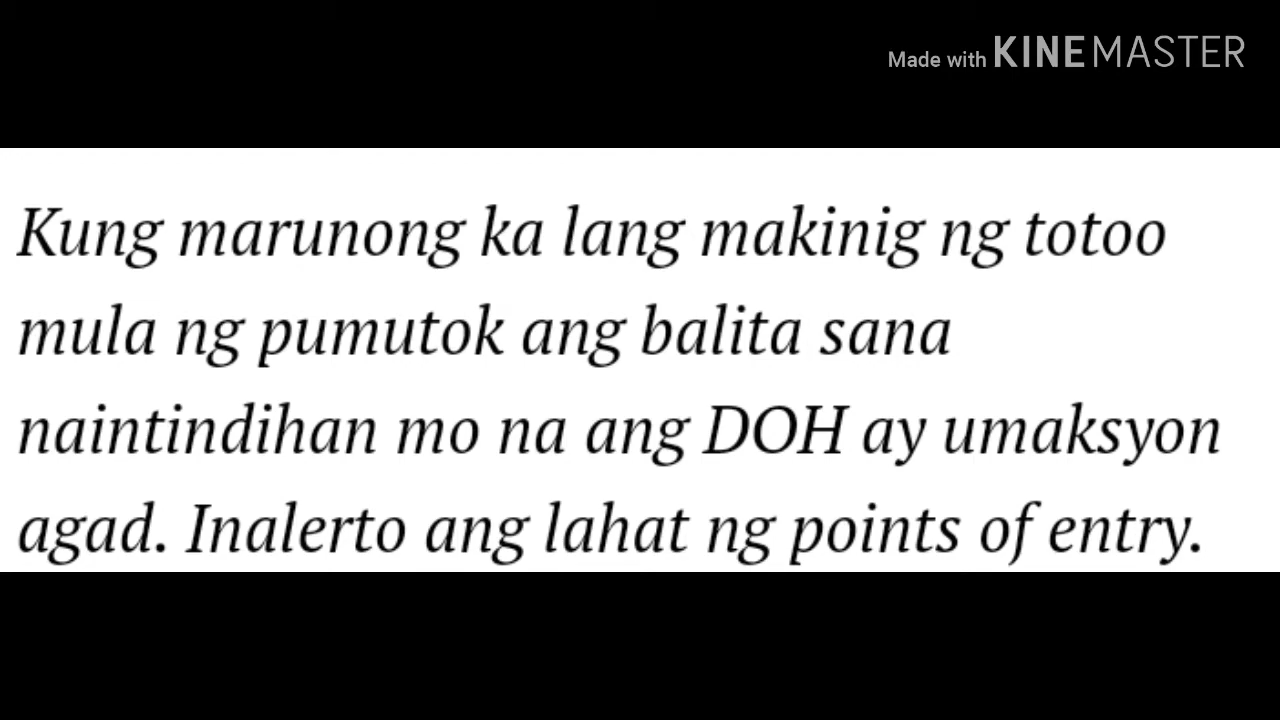 Made with KINEMASTER
Kung marunong ka lang makinig ng totoo
mula ng pumutok ang balita sana
naintindihan mo na ang DOH ay umaksyon
agad. Inalerto ang lahat ng points of entry.